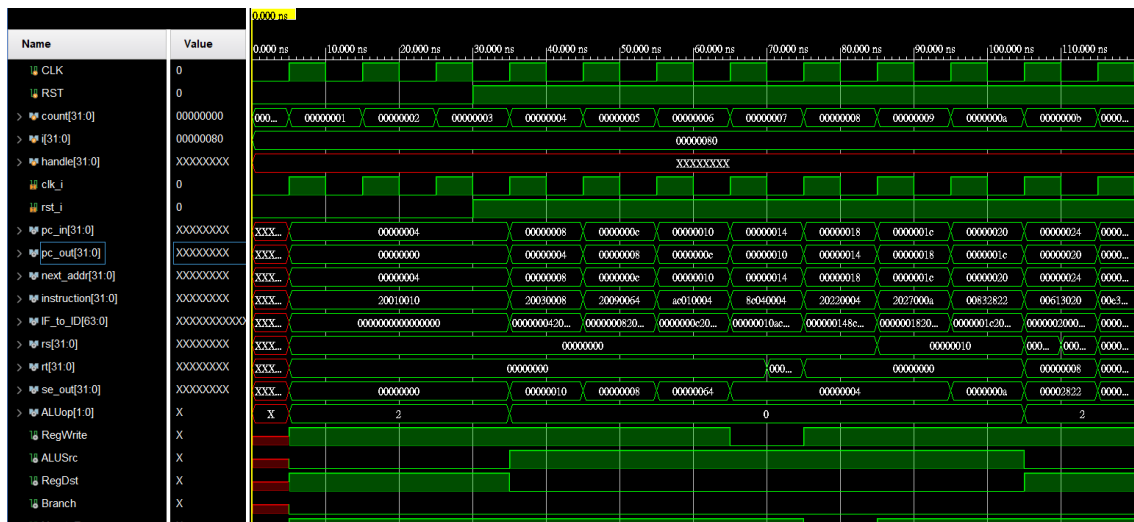 0.000 ns
Name Value 0.000 ns 10.000 ns 20.000 ns 30.000 ns 40.000 ns 50.000 ns 60.000 ns 70.000 ns 80.000 ns 90.000 ns 100.000 ns 110.000 ns
CLK 0
RST 0
count[31:0] 00000000 000... 00000001 00000002 00000003 00000004 00000005 00000006 00000007 00000008 00000009 0000000a 0000000b 0000...
i[31:0] 00000080 00000080
handle[31:0] XXXXXXXX XXXXXXXX
clk_i 0
rst_i 0
pc_in[31:0] XXXXXXXX XXX... 00000004 00000008 0000000c 00000010 00000014 00000018 0000001c 00000020 00000024 0000...
pc_out[31:0] XXXXXXXX XXX... 00000000 00000004 00000008 0000000c 00000010 00000014 00000018 0000001c 00000020 0000...
next_addr[31:0] XXXXXXXX XXX... 00000004 00000008 0000000c 00000010 00000014 00000018 0000001c 00000020 00000024 0000...
instruction[31:0] XXXXXXXX XXX... 20010010 20030008 20090064 ac010004 8c040004 20220004 2027000a 00832822 00613020 00e3...
IF_to_ID[63:0] XXXXXXXXXX XXX... 0000000000000000 0000000420... 0000000820... 0000000c20... 00000010ac... 000000148c... 0000001820... 0000001c20... 0000002000... 0000...
rs[31:0] XXXXXXXX XXX... 00000000 00000010 000... 000... 0000...
rt[31:0] XXXXXXXX XXX... 00000000 000... 00000000 00000008 0000...
se_out[31:0] XXXXXXXX XXX... 00000000 00000010 00000008 00000064 00000004 0000000a 00002822 0000...
ALUop[1:0] X X 2 0 2
RegWrite X
ALUSrc X
RegDst X
Branch X